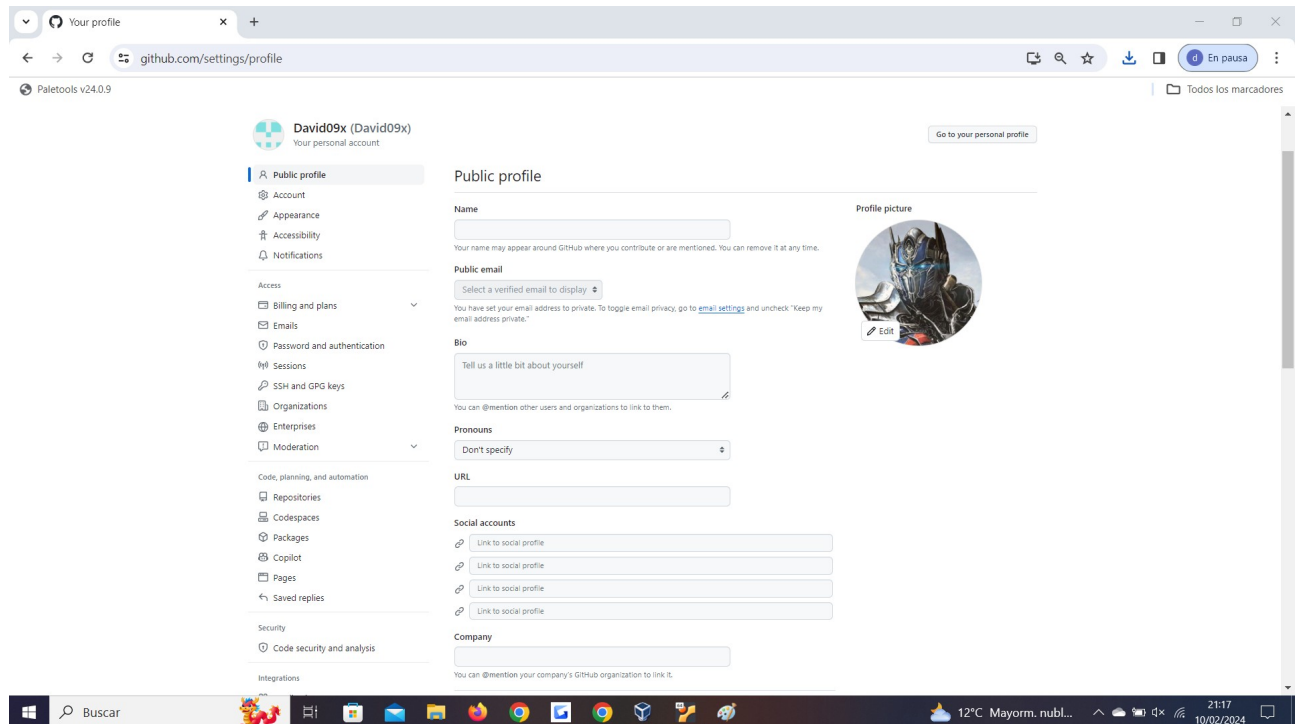 Your profile
github.com/settings/profile
d En pausa
Paletools v24.0.9
Todos los marcadores
David09x (David09x)
Your personal account
Go to your personal profile
Public profile
Account
Appearance
Accessibility
Notifications
Access
Billing and plans
Emails
Password and authentication
Sessions
SSH and GPG keys
Organizations
Enterprises
Moderation
Code, planning, and automation
Repositories
Codespaces
Packages
Copilot
Pages
Saved replies
Security
Code security and analysis
Integrations
Public profile
Name
Your name may appear around GitHub where you contribute or are mentioned. You can remove it at any time.
Public email
Select a verified email to display
You have set your email address to private. To toggle email privacy, go to email settings and uncheck "Keep my
email address private."
Bio
Tell us a little bit about yourself
You can @mention other users and organizations to link to them.
Pronouns
Don't specify
URL
Social accounts
Link to social profile
Link to social profile
Link to social profile
Link to social profile
Company
You can @mention your company's GitHub organization to link it.
Profile picture
Edit
Buscar
12°C Mayorm. nubl...
21:17
10/02/2024